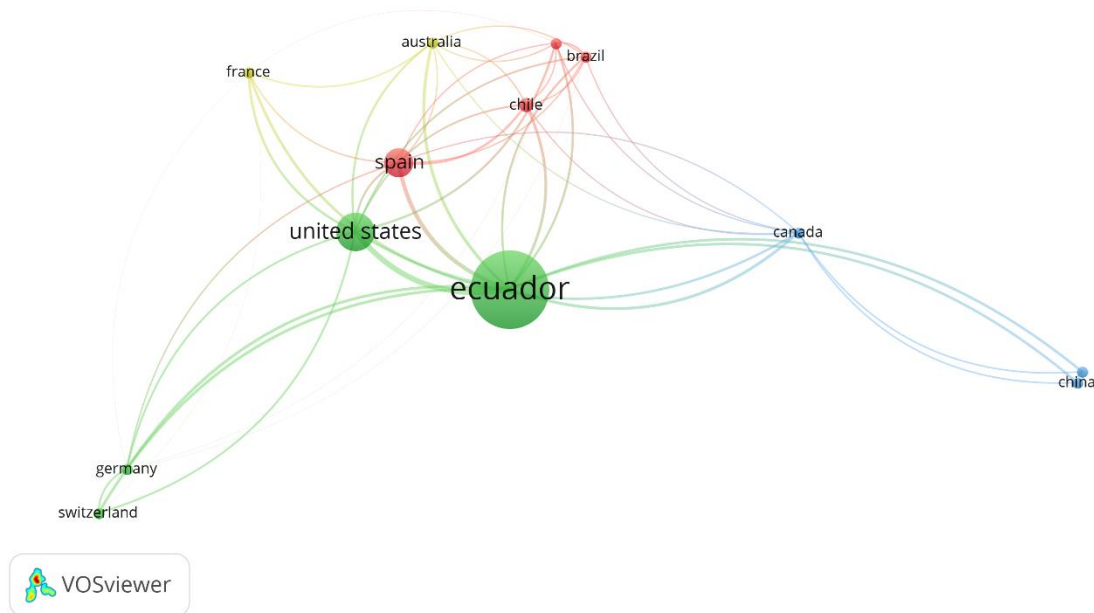 australia
brazil
france
chile
spain
united states
canada
ecuador
china
germany
switzerland
VOSviewer